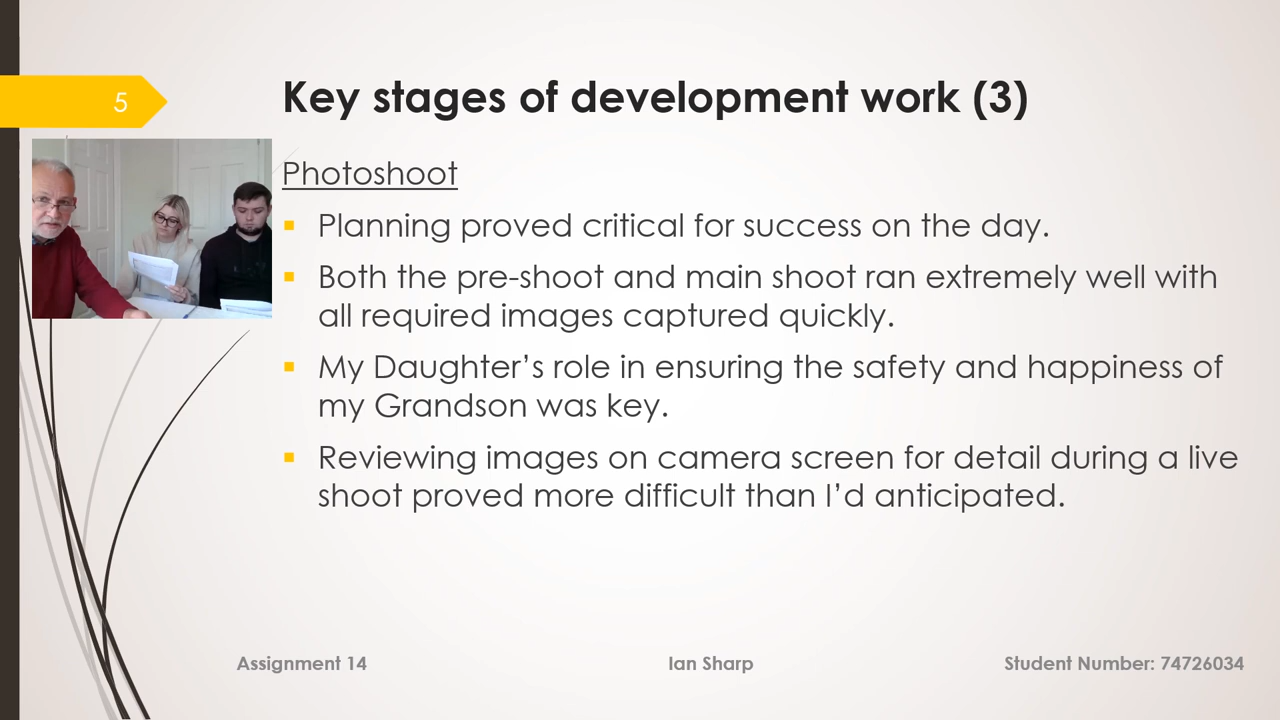 5
Key stages of development work (3)
Photoshoot
Planning proved critical for success on the day.
Both the pre-shoot and main shoot ran extremely well with
all required images captured quickly.
My Daughter’s role in ensuring the safety and happiness of
my Grandson was key.
Reviewing images on camera screen for detail during a live
shoot proved more difficult than I’d anticipated.
Assignment 14
Ian Sharp
Student Number: 74726034